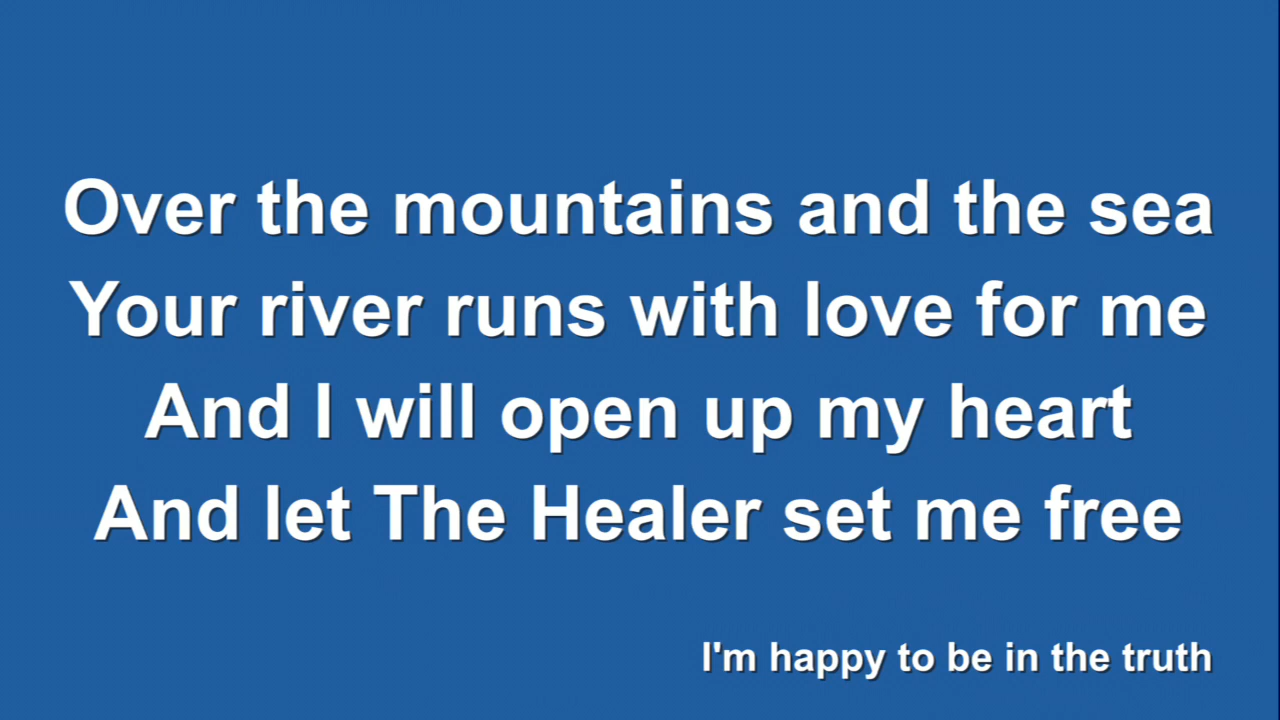 Over the mountains and the sea
Your river runs with love for me
And I will open up my heart
And let The Healer set me free
I'm happy to be in the truth